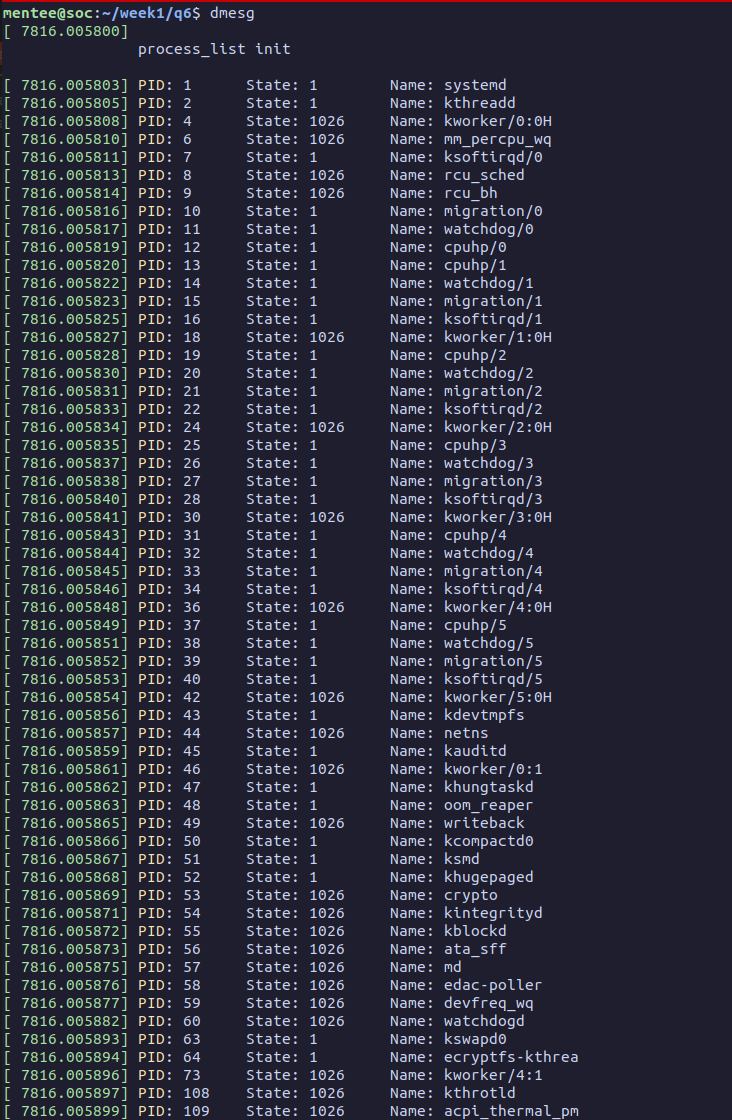 mentee@soc:~/week1/q6$ dmesg
[ 7816.005800]
process_list init
[ 7816.005803] PID: 1 State: 1 Name: systemd
[ 7816.005805] PID: 2 State: 1 Name: kthreadd
[ 7816.005808] PID: 4 State: 1026 Name: kworker/0:0H
[ 7816.005810] PID: 6 State: 1026 Name: mm_percpu_wq
[ 7816.005811] PID: 7 State: 1 Name: ksoftirqd/0
[ 7816.005813] PID: 8 State: 1026 Name: rcu_sched
[ 7816.005814] PID: 9 State: 1026 Name: rcu_bh
[ 7816.005816] PID: 10 State: 1 Name: migration/0
[ 7816.005817] PID: 11 State: 1 Name: watchdog/0
[ 7816.005819] PID: 12 State: 1 Name: cpuhp/0
[ 7816.005820] PID: 13 State: 1 Name: cpuhp/1
[ 7816.005822] PID: 14 State: 1 Name: watchdog/1
[ 7816.005823] PID: 15 State: 1 Name: migration/1
[ 7816.005825] PID: 16 State: 1 Name: ksoftirqd/1
[ 7816.005827] PID: 18 State: 1026 Name: kworker/1:0H
[ 7816.005828] PID: 19 State: 1 Name: cpuhp/2
[ 7816.005830] PID: 20 State: 1 Name: watchdog/2
[ 7816.005831] PID: 21 State: 1 Name: migration/2
[ 7816.005833] PID: 22 State: 1 Name: ksoftirqd/2
[ 7816.005834] PID: 24 State: 1026 Name: kworker/2:0H
[ 7816.005835] PID: 25 State: 1 Name: cpuhp/3
[ 7816.005837] PID: 26 State: 1 Name: watchdog/3
[ 7816.005838] PID: 27 State: 1 Name: migration/3
[ 7816.005840] PID: 28 State: 1 Name: ksoftirqd/3
[ 7816.005841] PID: 30 State: 1026 Name: kworker/3:0H
[ 7816.005843] PID: 31 State: 1 Name: cpuhp/4
[ 7816.005844] PID: 32 State: 1 Name: watchdog/4
[ 7816.005845] PID: 33 State: 1 Name: migration/4
[ 7816.005846] PID: 34 State: 1 Name: ksoftirqd/4
[ 7816.005848] PID: 36 State: 1026 Name: kworker/4:0H
[ 7816.005849] PID: 37 State: 1 Name: cpuhp/5
[ 7816.005851] PID: 38 State: 1 Name: watchdog/5
[ 7816.005852] PID: 39 State: 1 Name: migration/5
[ 7816.005853] PID: 40 State: 1 Name: ksoftirqd/5
[ 7816.005854] PID: 42 State: 1026 Name: kworker/5:0H
[ 7816.005856] PID: 43 State: 1 Name: kdevtmpfs
[ 7816.005857] PID: 44 State: 1026 Name: netns
[ 7816.005859] PID: 45 State: 1 Name: kauditd
[ 7816.005861] PID: 46 State: 1026 Name: kworker/0:1
[ 7816.005862] PID: 47 State: 1 Name: khungtaskd
[ 7816.005863] PID: 48 State: 1 Name: oom_reaper
[ 7816.005865] PID: 49 State: 1026 Name: writeback
[ 7816.005866] PID: 50 State: 1 Name: kcompactd0
[ 7816.005867] PID: 51 State: 1 Name: ksmd
[ 7816.005868] PID: 52 State: 1 Name: khugepaged
[ 7816.005869] PID: 53 State: 1026 Name: crypto
[ 7816.005871] PID: 54 State: 1026 Name: kintegrityd
[ 7816.005872] PID: 55 State: 1026 Name: kblockd
[ 7816.005873] PID: 56 State: 1026 Name: ata_sff
[ 7816.005875] PID: 57 State: 1026 Name: md
[ 7816.005876] PID: 58 State: 1026 Name: edac-poller
[ 7816.005877] PID: 59 State: 1026 Name: devfreq_wq
[ 7816.005882] PID: 60 State: 1026 Name: watchdogd
[ 7816.005893] PID: 63 State: 1 Name: kswapd0
[ 7816.005894] PID: 64 State: 1 Name: ecryptfs-kthrea
[ 7816.005896] PID: 73 State: 1026 Name: kworker/4:1
[ 7816.005897] PID: 108 State: 1026 Name: kthrotld
[ 7816.005899] PID: 109 State: 1026 Name: acpi_thermal_pm